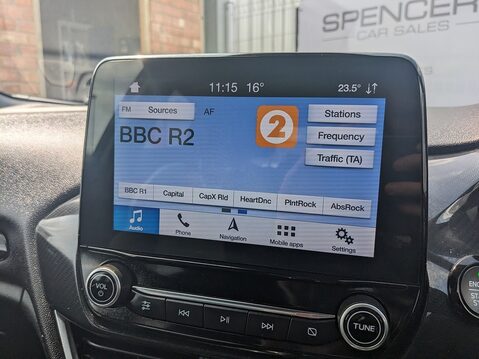 SPENCER
CAR SALES
11:15 16° 23.5°
FM Sources AF
2
Stations
BBC R2
Frequency
Traffic (TA)
BBC R1 Capital CapX Rld HeartDnc PlntRock AbsRock
Audio Phone Navigation Mobile apps Settings
VOL
TUNE